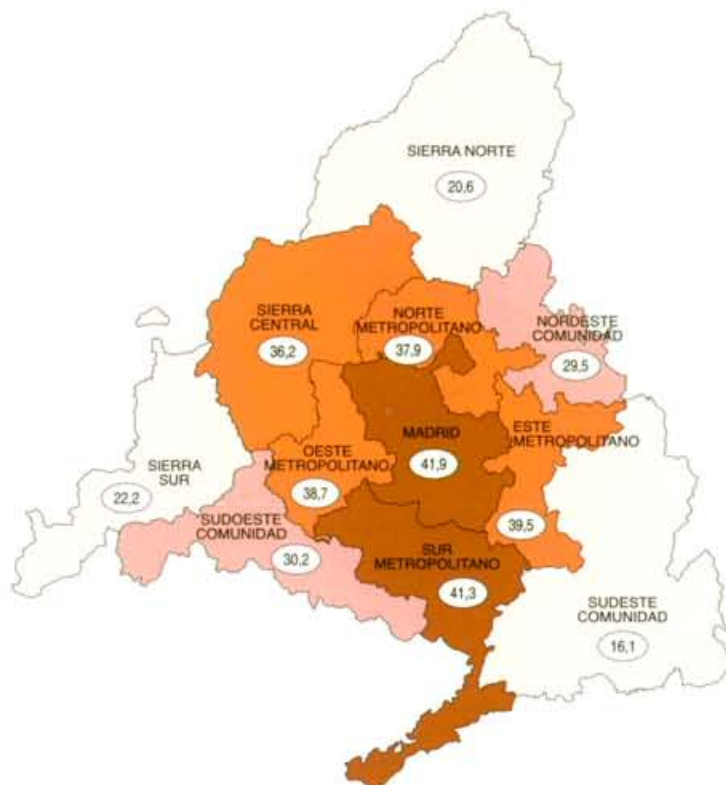 SIERRA NORTE
20,6
SIERRA
CENTRAL
36,2
NORTE
METROPOLITANO
37,9
NORDESTE
COMUNIDAD
29,5
MADRID
41,9
ESTE
METROPOLITANO
39,5
OESTE
METROPOLITANO
38,7
SIERRA
SUR
22,2
SUDOESTE
COMUNIDAD
30,2
SUR
METROPOLITANO
41,3
SUDESTE
COMUNIDAD
16,1